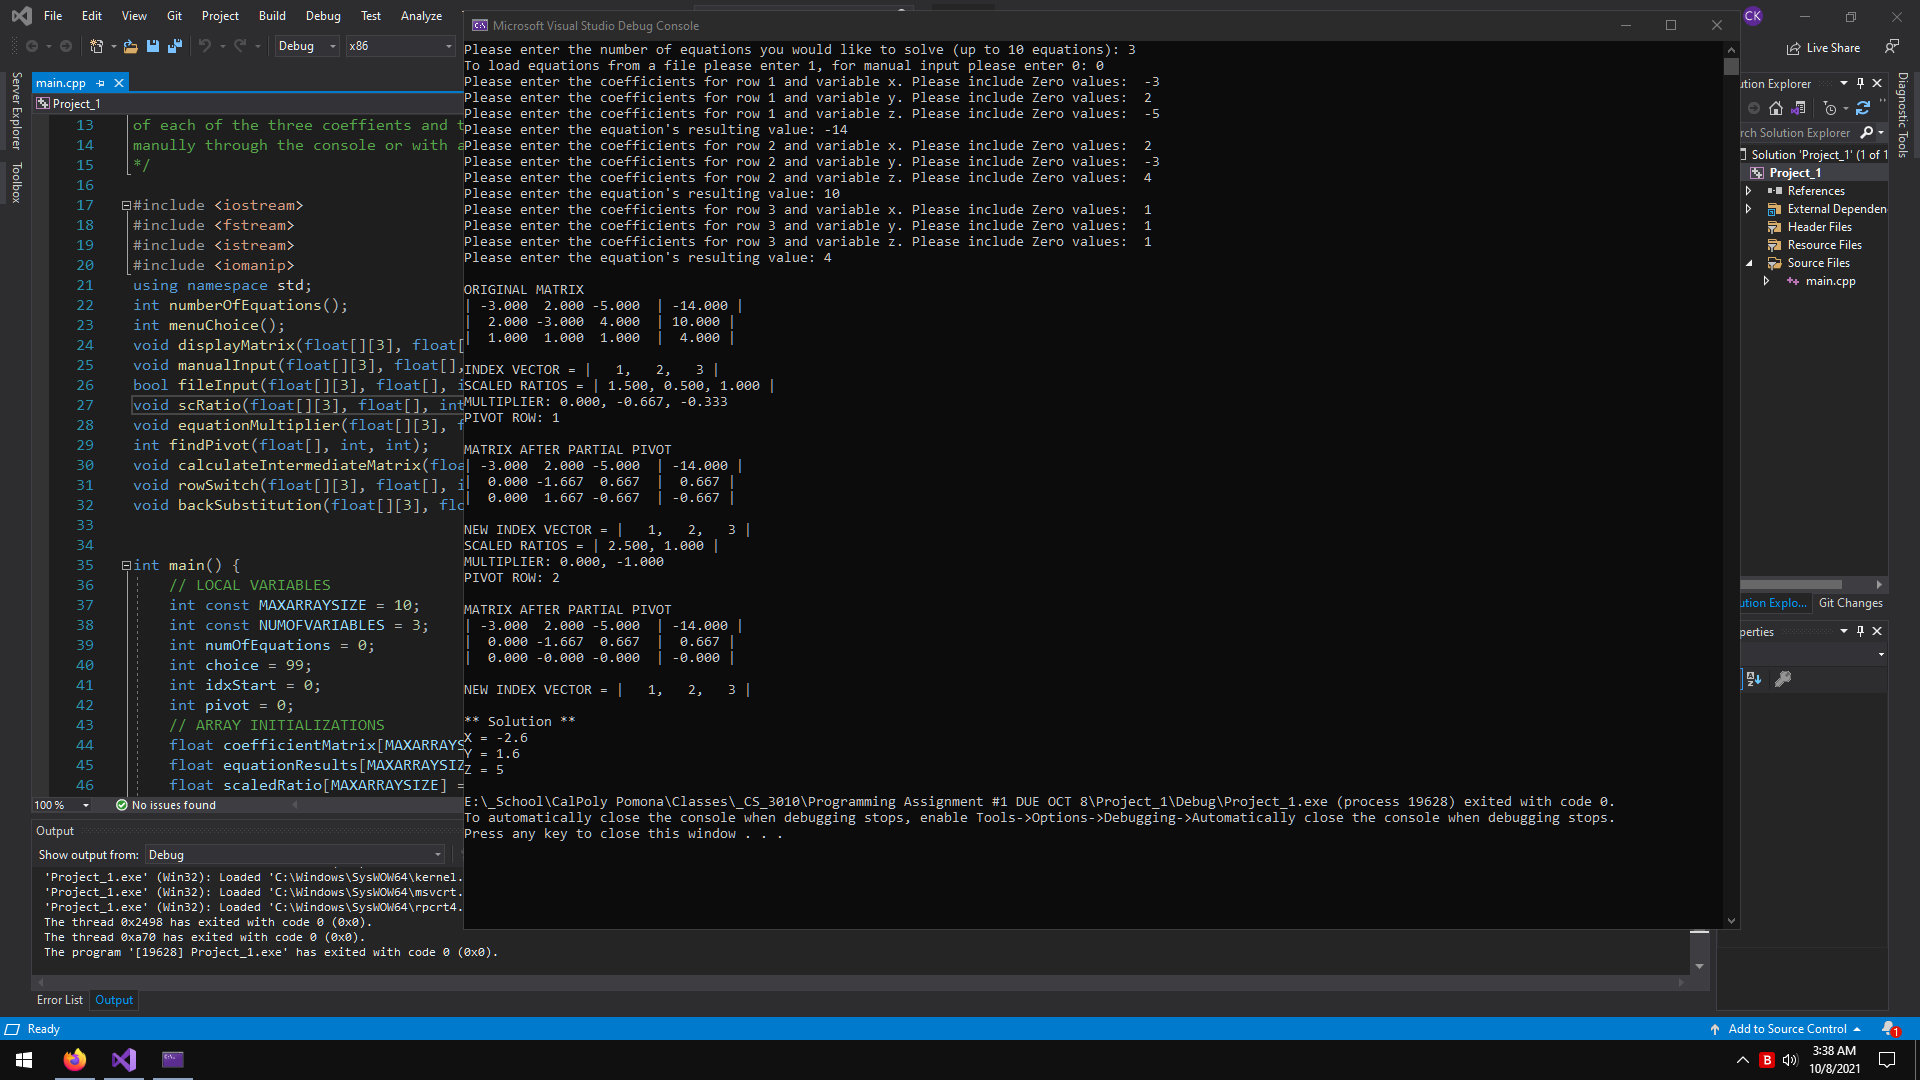 File Edit View Git Project Build Debug Test Analyze
Microsoft Visual Studio Debug Console
CK
Debug x86
Live Share
main.cpp
Project_1
Server Explorer
Toolbox
13 of each of the three coeffients and t
14 manully through the console or with a
15 */
16
17 #include <iostream>
18 #include <fstream>
19 #include <istream>
20 #include <iomanip>
21 using namespace std;
22 int numberOfEquations();
23 int menuChoice();
24 void displayMatrix(float[][3], float[
25 void manualInput(float[][3], float[],
26 bool fileInput(float[][3], float[], i
27 void scRatio(float[][3], float[], int
28 void equationMultiplier(float[][3], f
29 int findPivot(float[], int, int);
30 void calculateIntermediateMatrix(floa
31 void rowSwitch(float[][3], float[], i
32 void backSubstitution(float[][3], flo
33
34
35 int main() {
36 // LOCAL VARIABLES
37 int const MAXARRAYSIZE = 10;
38 int const NUMOFVARIABLES = 3;
39 int numOfEquations = 0;
40 int choice = 99;
41 int idxStart = 0;
42 int pivot = 0;
43 // ARRAY INITIALIZATIONS
44 float coefficientMatrix[MAXARRAYS
45 float equationResults[MAXARRAYSIZ
46 float scaledRatio[MAXARRAYSIZE] =
100 % No issues found
Please enter the number of equations you would like to solve (up to 10 equations): 3
To load equations from a file please enter 1, for manual input please enter 0: 0
Please enter the coefficients for row 1 and variable x. Please include Zero values:  -3
Please enter the coefficients for row 1 and variable y. Please include Zero values:  2
Please enter the coefficients for row 1 and variable z. Please include Zero values:  -5
Please enter the equation's resulting value: -14
Please enter the coefficients for row 2 and variable x. Please include Zero values:  2
Please enter the coefficients for row 2 and variable y. Please include Zero values:  -3
Please enter the coefficients for row 2 and variable z. Please include Zero values:  4
Please enter the equation's resulting value: 10
Please enter the coefficients for row 3 and variable x. Please include Zero values:  1
Please enter the coefficients for row 3 and variable y. Please include Zero values:  1
Please enter the coefficients for row 3 and variable z. Please include Zero values:  1
Please enter the equation's resulting value: 4
ORIGINAL MATRIX
| -3.000  2.000 -5.000  | -14.000 |
|  2.000 -3.000  4.000  | 10.000 |
|  1.000  1.000  1.000  |  4.000 |
INDEX VECTOR = |   1,   2,   3 |
SCALED RATIOS = | 1.500, 0.500, 1.000 |
MULTIPLIER: 0.000, -0.667, -0.333
PIVOT ROW: 1
MATRIX AFTER PARTIAL PIVOT
| -3.000  2.000 -5.000  | -14.000 |
|  0.000 -1.667  0.667  |  0.667 |
|  0.000  1.667 -0.667  | -0.667 |
NEW INDEX VECTOR = |   1,   2,   3 |
SCALED RATIOS = | 2.500, 1.000 |
MULTIPLIER: 0.000, -1.000
PIVOT ROW: 2
MATRIX AFTER PARTIAL PIVOT
| -3.000  2.000 -5.000  | -14.000 |
|  0.000 -1.667  0.667  |  0.667 |
|  0.000 -0.000 -0.000  | -0.000 |
NEW INDEX VECTOR = |   1,   2,   3 |
** Solution **
X = -2.6
Y = 1.6
Z = 5
E:\_School\CalPoly Pomona\Classes\_CS_3010\Programming Assignment #1 DUE OCT 8\Project_1\Debug\Project_1.exe (process 19628) exited with code 0.
To automatically close the console when debugging stops, enable Tools->Options->Debugging->Automatically close the console when debugging stops.
Press any key to close this window . . .
ution Explorer
rch Solution Explorer
Solution 'Project_1' (1 of 1
Project_1
References
External Dependen
Header Files
Resource Files
Source Files
main.cpp
ution Explo... Git Changes
perties
Diagnostic Tools
Output
Show output from: Debug
'Project_1.exe' (Win32): Loaded 'C:\Windows\SysWOW64\kernel.
'Project_1.exe' (Win32): Loaded 'C:\Windows\SysWOW64\msvcrt.
'Project_1.exe' (Win32): Loaded 'C:\Windows\SysWOW64\rpcrt4.
The thread 0x2498 has exited with code 0 (0x0).
The thread 0xa70 has exited with code 0 (0x0).
The program '[19628] Project_1.exe' has exited with code 0 (0x0).
Error List Output
Ready
Add to Source Control
1
B
3:38 AM
10/8/2021